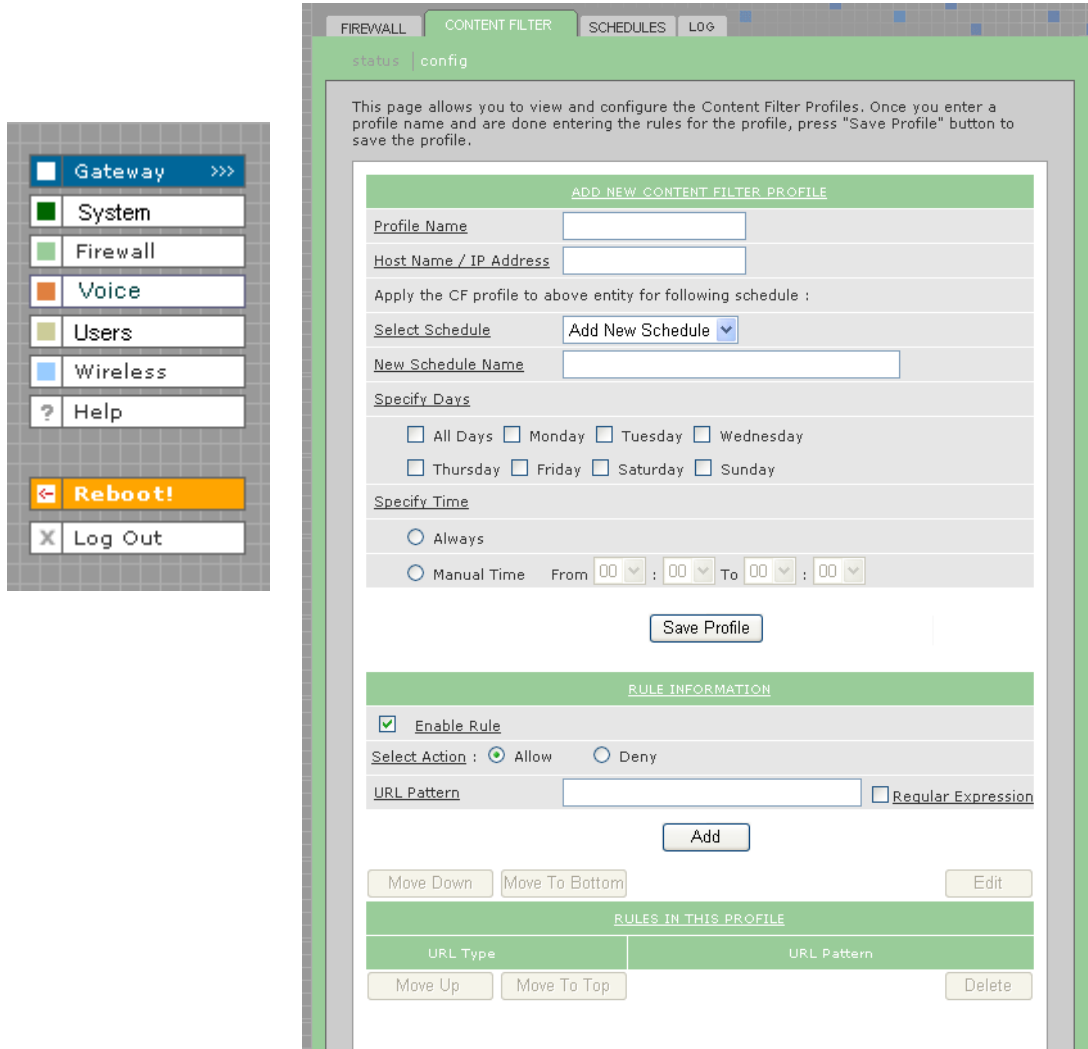 Gateway >>>
System
Firewall
Voice
Users
Wireless
? Help
Reboot!
X Log Out
FIREWALL CONTENT FILTER SCHEDULES LOG
status | config
This page allows you to view and configure the Content Filter Profiles. Once you enter a
profile name and are done entering the rules for the profile, press "Save Profile" button to
save the profile.
ADD NEW CONTENT FILTER PROFILE
Profile Name
Host Name / IP Address
Apply the CF profile to above entity for following schedule :
Select Schedule Add New Schedule
New Schedule Name
Specify Days
All Days Monday Tuesday Wednesday
Thursday Friday Saturday Sunday
Specify Time
Always
Manual Time From 00 : 00 To 00 : 00
Save Profile
RULE INFORMATION
Enable Rule
Select Action : Allow Deny
URL Pattern Regular Expression
Add
Move Down Move To Bottom Edit
RULES IN THIS PROFILE
URL Type URL Pattern
Move Up Move To Top Delete